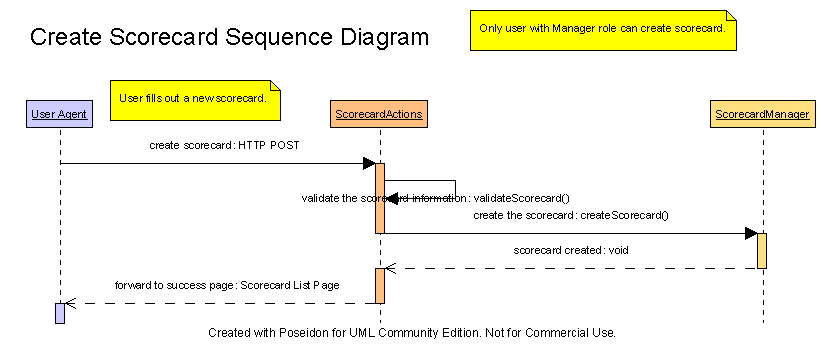 Create Scorecard Sequence Diagram
Only user with Manager role can create scorecard.
User fills out a new scorecard.
User Agent
ScorecardActions
ScorecardManager
create scorecard: HTTP POST
validate the scorecard information: validateScorecard()
create the scorecard: createScorecard()
scorecard created: void
forward to success page: Scorecard List Page
Created with Poseidon for UML Community Edition. Not for Commercial Use.